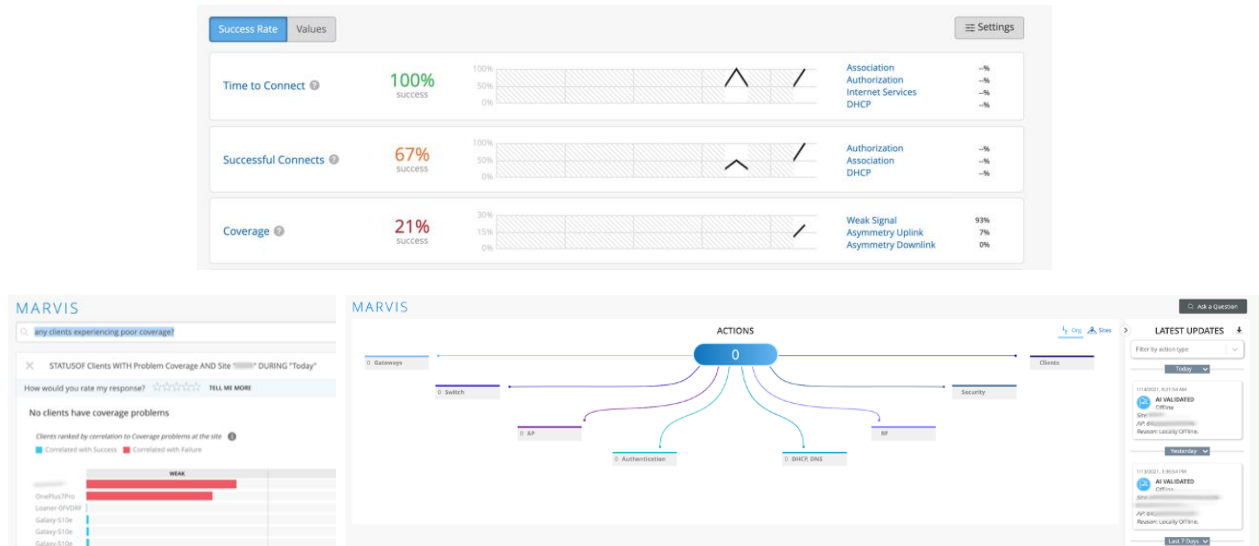 Success Rate Values
Settings
Time to Connect
100%
success
100%
50%
0%
Association --%
Authorization --%
Internet Services --%
DHCP --%
Successful Connects
67%
success
100%
50%
0%
Authorization --%
Association --%
DHCP --%
Coverage
21%
success
30%
15%
0%
Weak Signal 93%
Asymmetry Uplink 7%
Asymmetry Downlink 0%
MARVIS
any clients experiencing poor coverage?
STATUSOF Clients WITH Problem Coverage AND Site " " DURING "Today"
How would you rate my response? TELL ME MORE
No clients have coverage problems
Clients ranked by correlation to Coverage problems at the site
Correlated with Success Correlated with Failure
WEAK
OnePlus7Pro
Galaxy-S10e
Galaxy-S10e
Galaxy-S10e
MARVIS
Ask a Question
ACTIONS
Org Sites
0
0 Gateways
Clients
0 Switch
Security
0 AP
RF
0 Authentication
0 DHCP, DNS
LATEST UPDATES
Filter by action type
Today
AI VALIDATED
Offline
Site:
AP:
Reason: Locally Offline.
Yesterday
AI VALIDATED
Offline
Site:
AP:
Reason: Locally Offline.
Last 7 Days